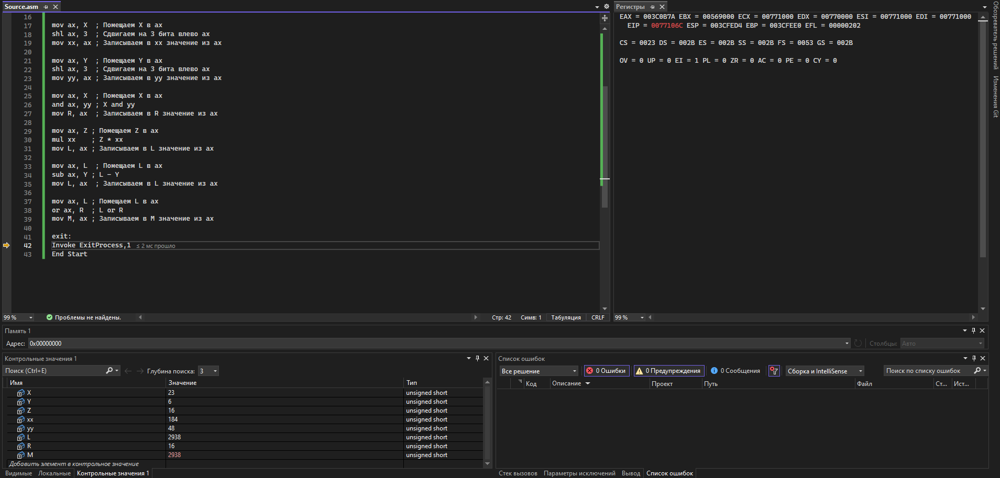 Source.asm
16
17 mov ax, X ; Помещаем X в ax
18 shl ax, 3 ; Сдвигаем на 3 бита влево ax
19 mov xx, ax ; Записываем в xx значение из ax
20
21 mov ax, Y ; Помещаем Y в ax
22 shl ax, 3 ; Сдвигаем на 3 бита влево ax
23 mov yy, ax ; Записываем в yy значение из ax
24
25 mov ax, X ; Помещаем X в ax
26 and ax, yy ; X and yy
27 mov R, ax ; Записываем в R значение из ax
28
29 mov ax, Z ; Помещаем Z в ax
30 mul xx ; Z * xx
31 mov L, ax ; Записываем в L значение из ax
32
33 mov ax, L ; Помещаем L в ax
34 sub ax, Y ; L - Y
35 mov L, ax ; Записываем в L значение из ax
36
37 mov ax, L ; Помещаем L в ax
38 or ax, R ; L or R
39 mov M, ax ; Записываем в M значение из ax
40
41 exit:
42 Invoke ExitProcess,1 ≤ 2 мс прошло
43 End Start
99 % Проблемы не найдены. Стр: 42 Симв: 1 Табуляция CRLF
Регистры
EAX = 003C0B7A EBX = 00569000 ECX = 00771000 EDX = 00770000 ESI = 00771000 EDI = 00771000
EIP = 0077106C ESP = 003CFED4 EBP = 003CFEE0 EFL = 00000202
CS = 0023 DS = 002B ES = 002B SS = 002B FS = 0053 GS = 002B
OV = 0 UP = 0 EI = 1 PL = 0 ZR = 0 AC = 0 PE = 0 CY = 0
99 %
Обозреватель решений
Изменения Git
Память 1
Адрес: 0x00000000 Столбцы: Авто
Контрольные значения 1
Поиск (Ctrl+E) Глубина поиска: 3
Имя Значение Тип
X 23 unsigned short
Y 6 unsigned short
Z 16 unsigned short
xx 184 unsigned short
yy 48 unsigned short
L 2938 unsigned short
R 16 unsigned short
M 2938 unsigned short
Добавить элемент в контрольное значение
Видимые Локальные Контрольные значения 1
Список ошибок
Все решение 0 Ошибки 0 Предупреждения 0 Сообщения Сборка и IntelliSense Поиск по списку ошибок
Код Описание Проект Путь Файл Ст... Ист...
Стек вызовов Параметры исключений Вывод Список ошибок